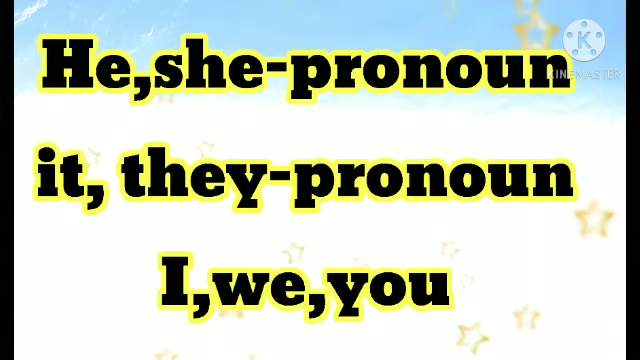 KINEMASTER
He,she-pronoun
it, they-pronoun
I,we,you